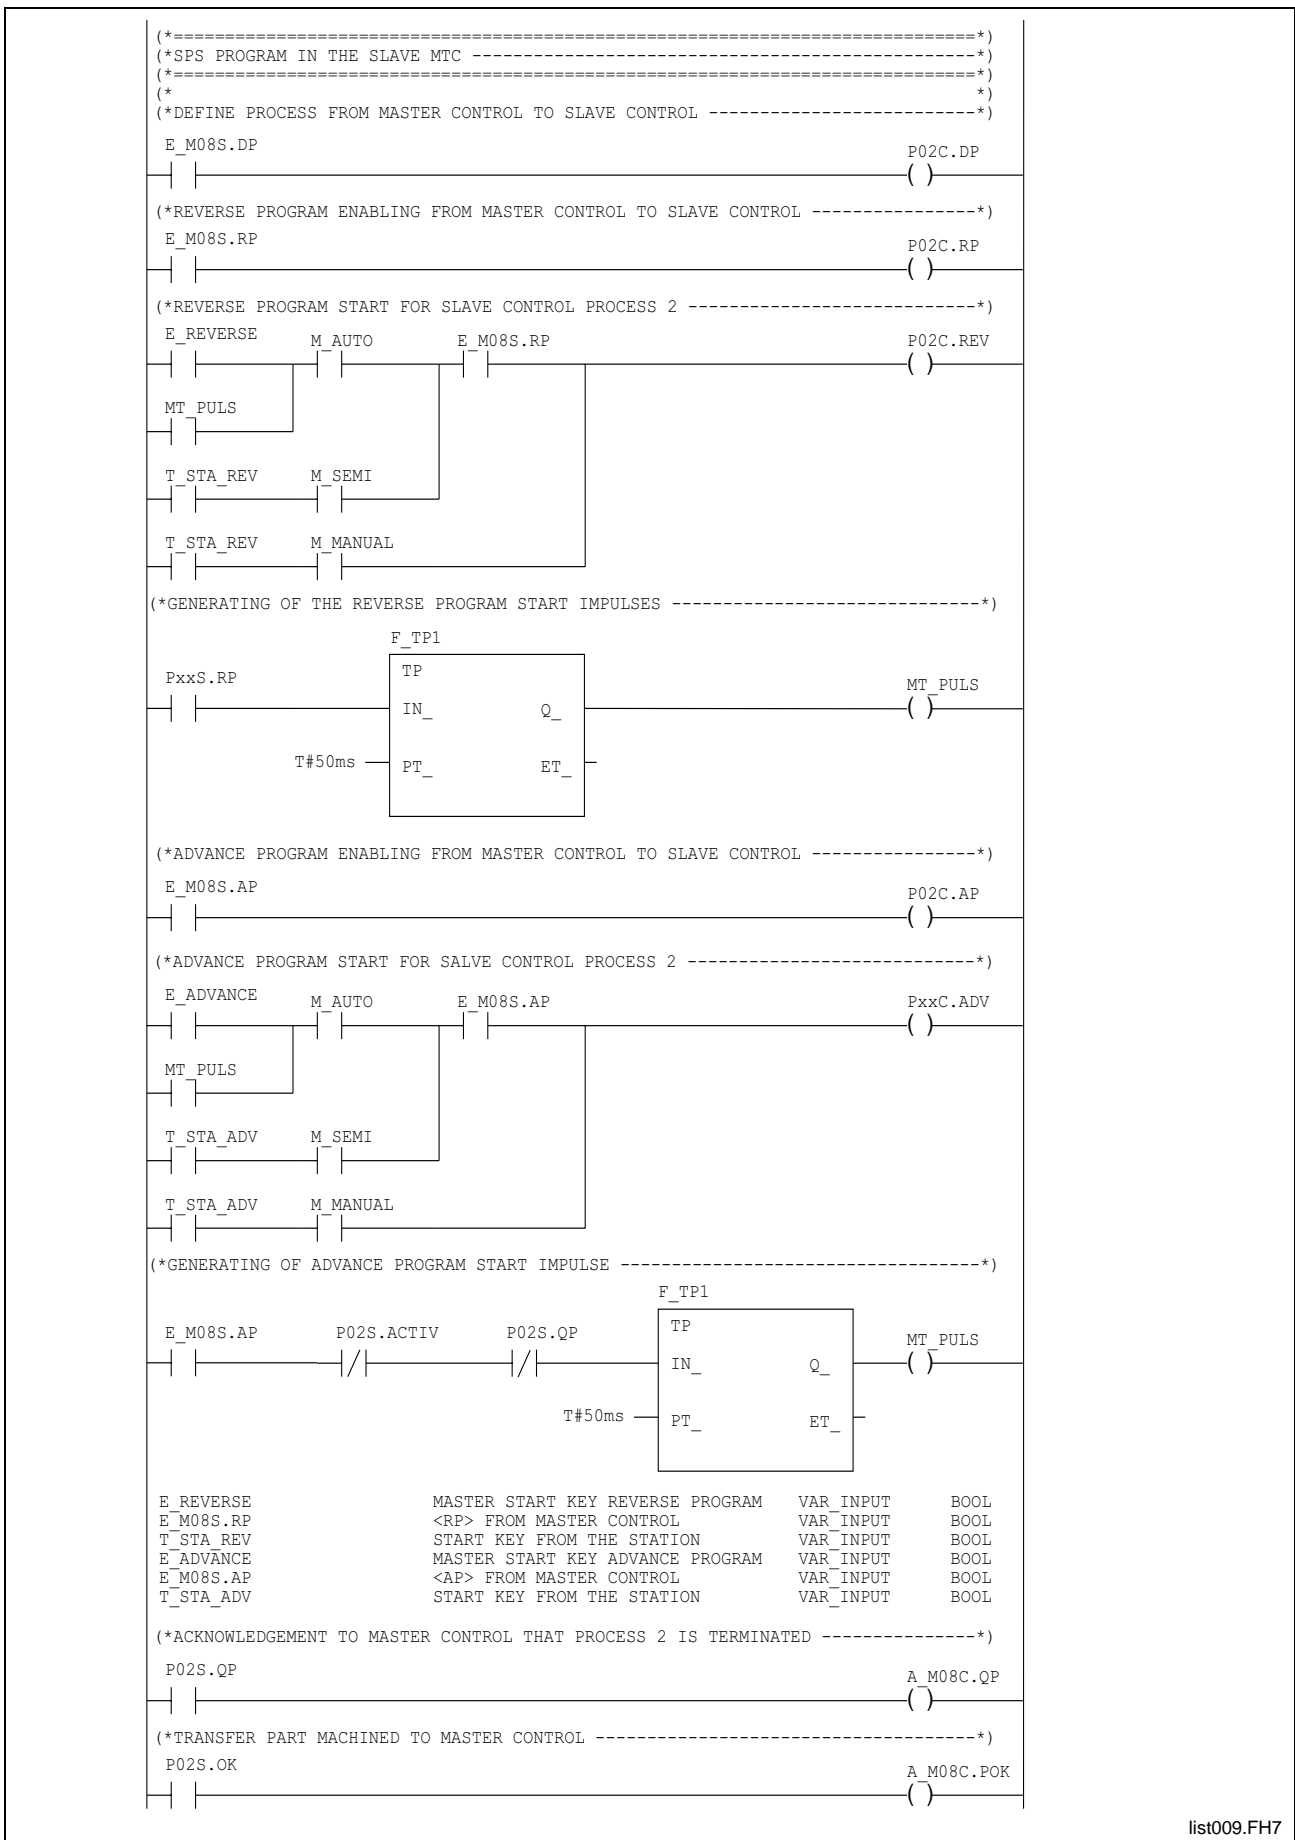 (*==============================================================================*)
(*SPS PROGRAM IN THE SLAVE MTC -------------------------------------------------*)
(*==============================================================================*)
(* *)
(*DEFINE PROCESS FROM MASTER CONTROL TO SLAVE CONTROL --------------------------*)
E_M08S.DP P02C.DP
( )
(*REVERSE PROGRAM ENABLING FROM MASTER CONTROL TO SLAVE CONTROL ----------------*)
E_M08S.RP P02C.RP
( )
(*REVERSE PROGRAM START FOR SLAVE CONTROL PROCESS 2 ----------------------------*)
E_REVERSE M_AUTO E_M08S.RP P02C.REV
( )
MT_PULS
T_STA_REV M_SEMI
T_STA_REV M_MANUAL
(*GENERATING OF THE REVERSE PROGRAM START IMPULSES ------------------------------*)
F_TP1
TP
PxxS.RP MT_PULS
IN_ Q_ ( )
T#50ms PT_ ET_
(*ADVANCE PROGRAM ENABLING FROM MASTER CONTROL TO SLAVE CONTROL ----------------*)
E_M08S.AP P02C.AP
( )
(*ADVANCE PROGRAM START FOR SALVE CONTROL PROCESS 2 ----------------------------*)
E_ADVANCE M_AUTO E_M08S.AP PxxC.ADV
( )
MT_PULS
T_STA_ADV M_SEMI
T_STA_ADV M_MANUAL
(*GENERATING OF ADVANCE PROGRAM START IMPULSE -----------------------------------*)
F_TP1
TP
E_M08S.AP P02S.ACTIV P02S.QP MT_PULS
IN_ Q_ ( )
T#50ms PT_ ET_
E_REVERSE MASTER START KEY REVERSE PROGRAM VAR_INPUT BOOL
E_M08S.RP <RP> FROM MASTER CONTROL VAR_INPUT BOOL
T_STA_REV START KEY FROM THE STATION VAR_INPUT BOOL
E_ADVANCE MASTER START KEY ADVANCE PROGRAM VAR_INPUT BOOL
E_M08S.AP <AP> FROM MASTER CONTROL VAR_INPUT BOOL
T_STA_ADV START KEY FROM THE STATION VAR_INPUT BOOL
(*ACKNOWLEDGEMENT TO MASTER CONTROL THAT PROCESS 2 IS TERMINATED ---------------*)
P02S.QP A_M08C.QP
( )
(*TRANSFER PART MACHINED TO MASTER CONTROL -------------------------------------*)
P02S.OK A_M08C.POK
( )
list009.FH7